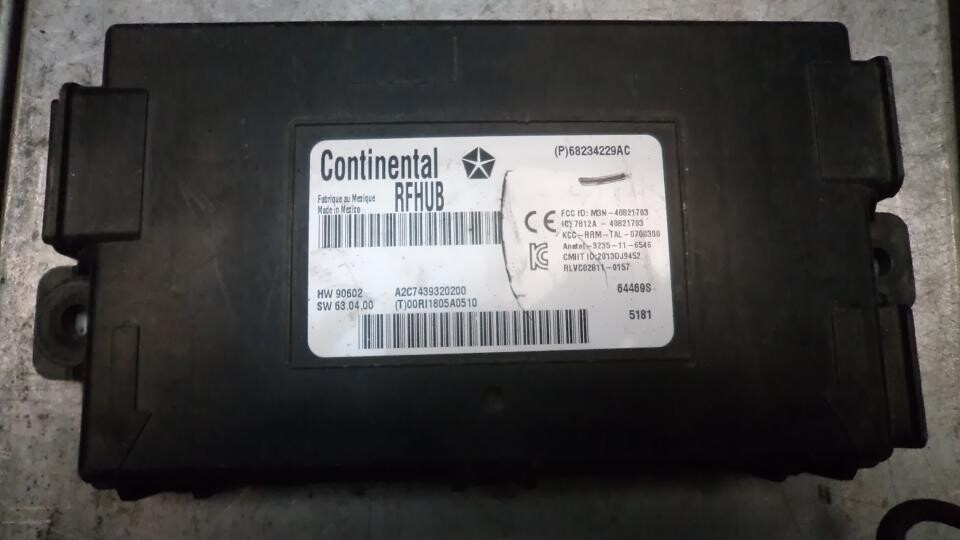 Continental
RFHUB
(P)68234229AC
Fabrique au Mexique
Made in Mexico
CE
FCC ID: M3N-40821703
IC) 7812A - 40821703
KCC-RRM-TAL-0708300
Anatel-3235-11-6546
CMIIT ID:2013DJ9452
RLVC02811-0157
HW 90602
A2C7439320200
64469S
SW 63.04.00
(T)00RI1805A0510
5181